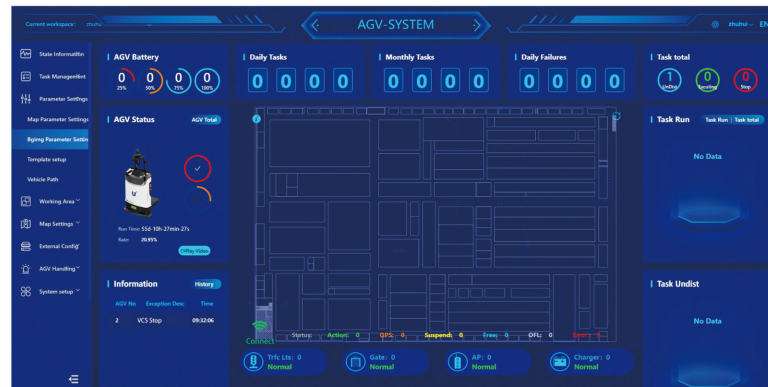 Current workspace: zhuhui
AGV-SYSTEM
zhuhui
EN
State Information
Task Management
Parameter Settings
Map Parameter Settings
Bgimg Parameter Settin
Template setup
Vehicle Path
Working Area
Map Settings
External Config
AGV Handling
System setup
AGV Battery
0
25%
0
50%
0
75%
0
100%
Daily Tasks
0 0 0 0
Monthly Tasks
0 0 0 0
Daily Failures
0 0 0 0
Task total
1
UnDist
0
Excuting
0
Stop
AGV Status
AGV Total
Run Time: 55d-10h-27min-27s
Rate: 20.95%
Play Video
Information
History
AGV No Exception Desc Time
2 VCS Stop 09:32:06
Connect
Status: Action: 0 OPS: 0 Suspend: 0 Free: 0 OFL: 0 Error: 0
Trfc Lts: 0
Normal
Gate: 0
Normal
AP: 0
Normal
Charger: 0
Normal
Task Run
Task Run | Task total
No Data
Task Undist
No Data